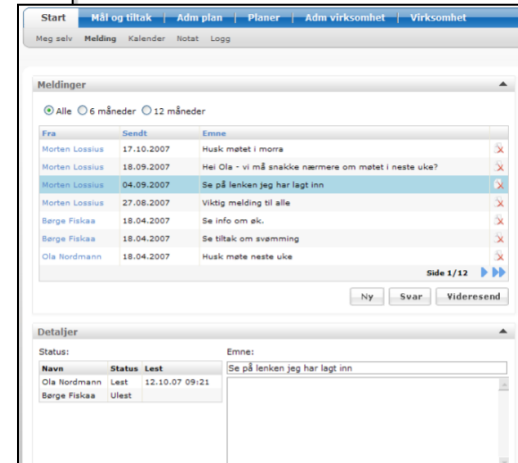 Start Mål og tiltak Adm plan Planer Adm virksomhet Virksomhet
Meg selv Melding Kalender Notat Logg
Meldinger
Alle 6 måneder 12 måneder
Fra Sendt Emne
Morten Lossius 17.10.2007 Husk møtet i morra
Morten Lossius 18.09.2007 Hei Ola - vi må snakke nærmere om møtet i neste uke?
Morten Lossius 04.09.2007 Se på lenken jeg har lagt inn
Morten Lossius 27.08.2007 Viktig melding til alle
Børge Fiskaa 18.04.2007 Se info om øk.
Børge Fiskaa 18.04.2007 Se tiltak om svømming
Ola Nordmann 18.04.2007 Husk møte neste uke
Side 1/12
Ny Svar Videresend
Detaljer
Status: Emne:
Navn Status Lest Se på lenken jeg har lagt inn
Ola Nordmann Lest 12.10.07 09:21
Børge Fiskaa Ulest